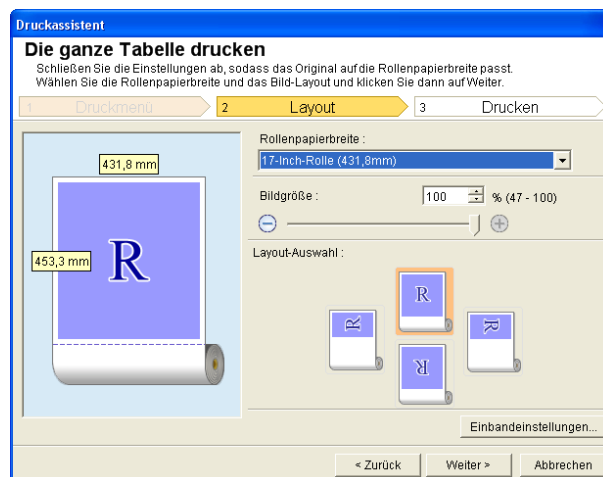 Druckassistent
Die ganze Tabelle drucken
Schließen Sie die Einstellungen ab, sodass das Original auf die Rollenpapierbreite passt.
Wählen Sie die Rollenpapierbreite und das Bild-Layout und klicken Sie dann auf Weiter.
1 Druckmenü 2 Layout 3 Drucken
Rollenpapierbreite :
17-Inch-Rolle (431,8mm)
431,8 mm
Bildgröße : 100 % (47 - 100)
453,3 mm
R
Layout-Auswahl :
R
R
R
R
Einbandeinstellungen...
< Zurück Weiter > Abbrechen